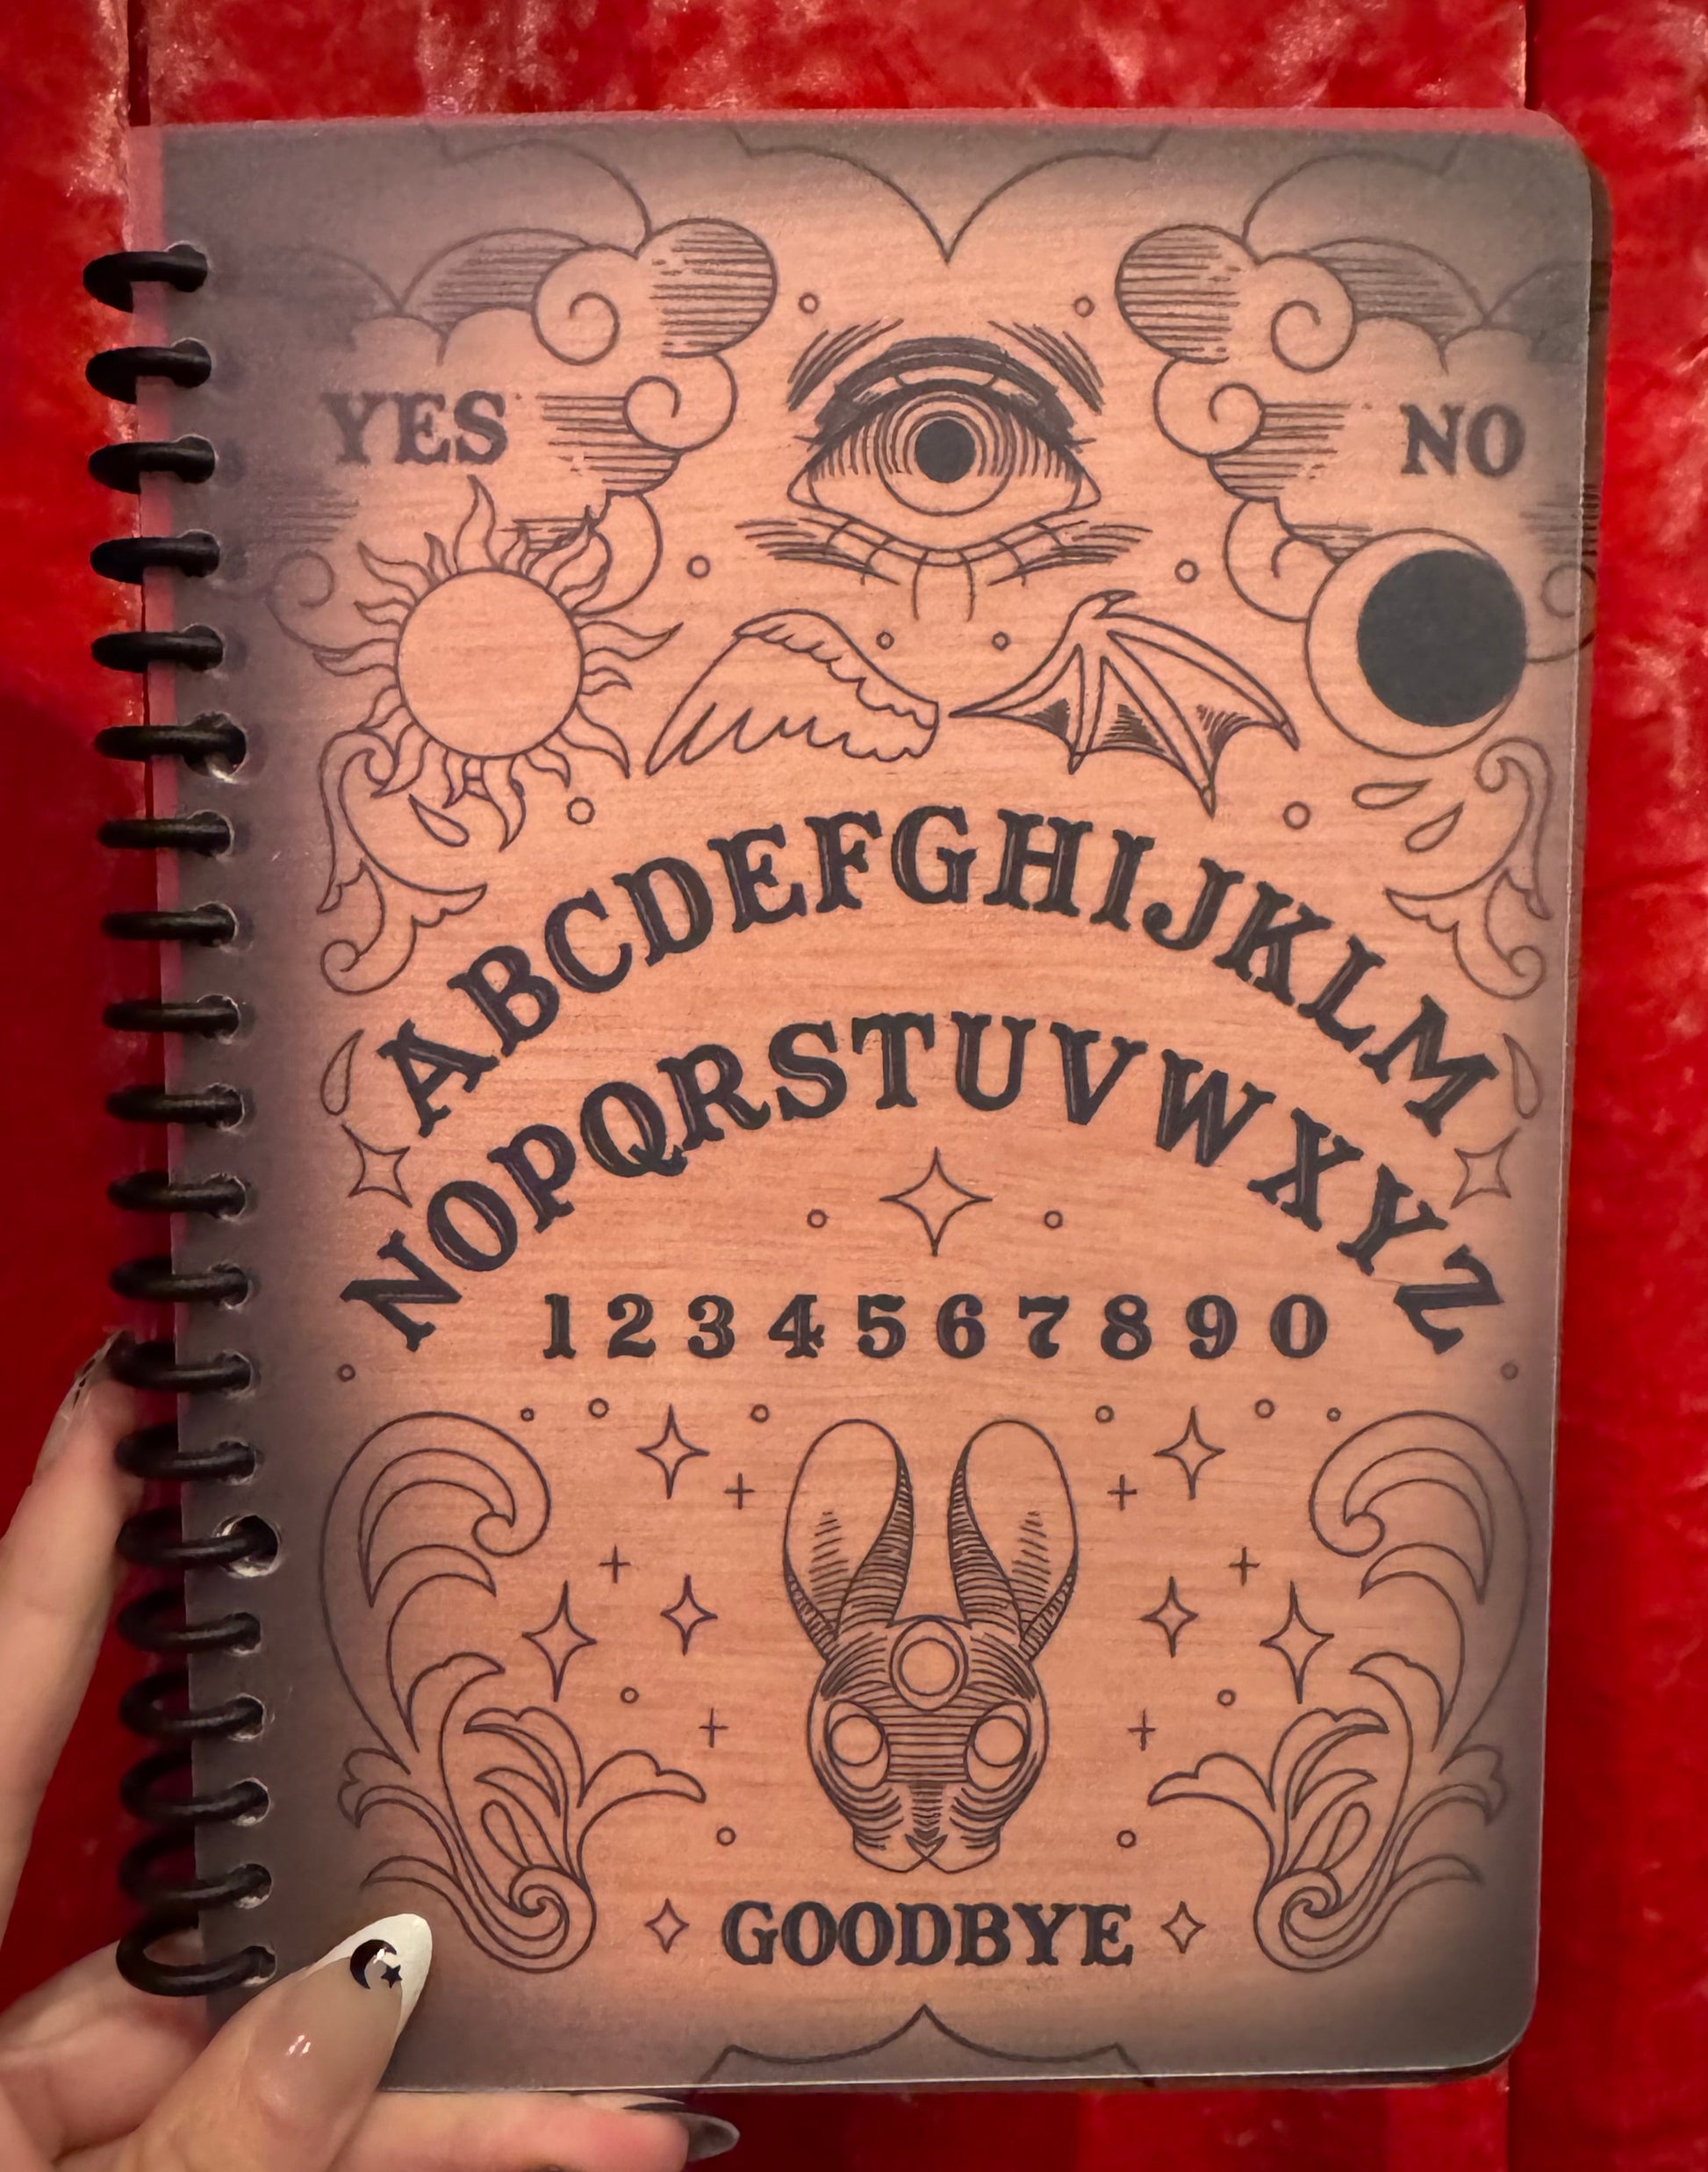 YES NO
ABCDEFGHIJKLM
NOPQRSTUVWXYZ
1234567890
GOODBYE